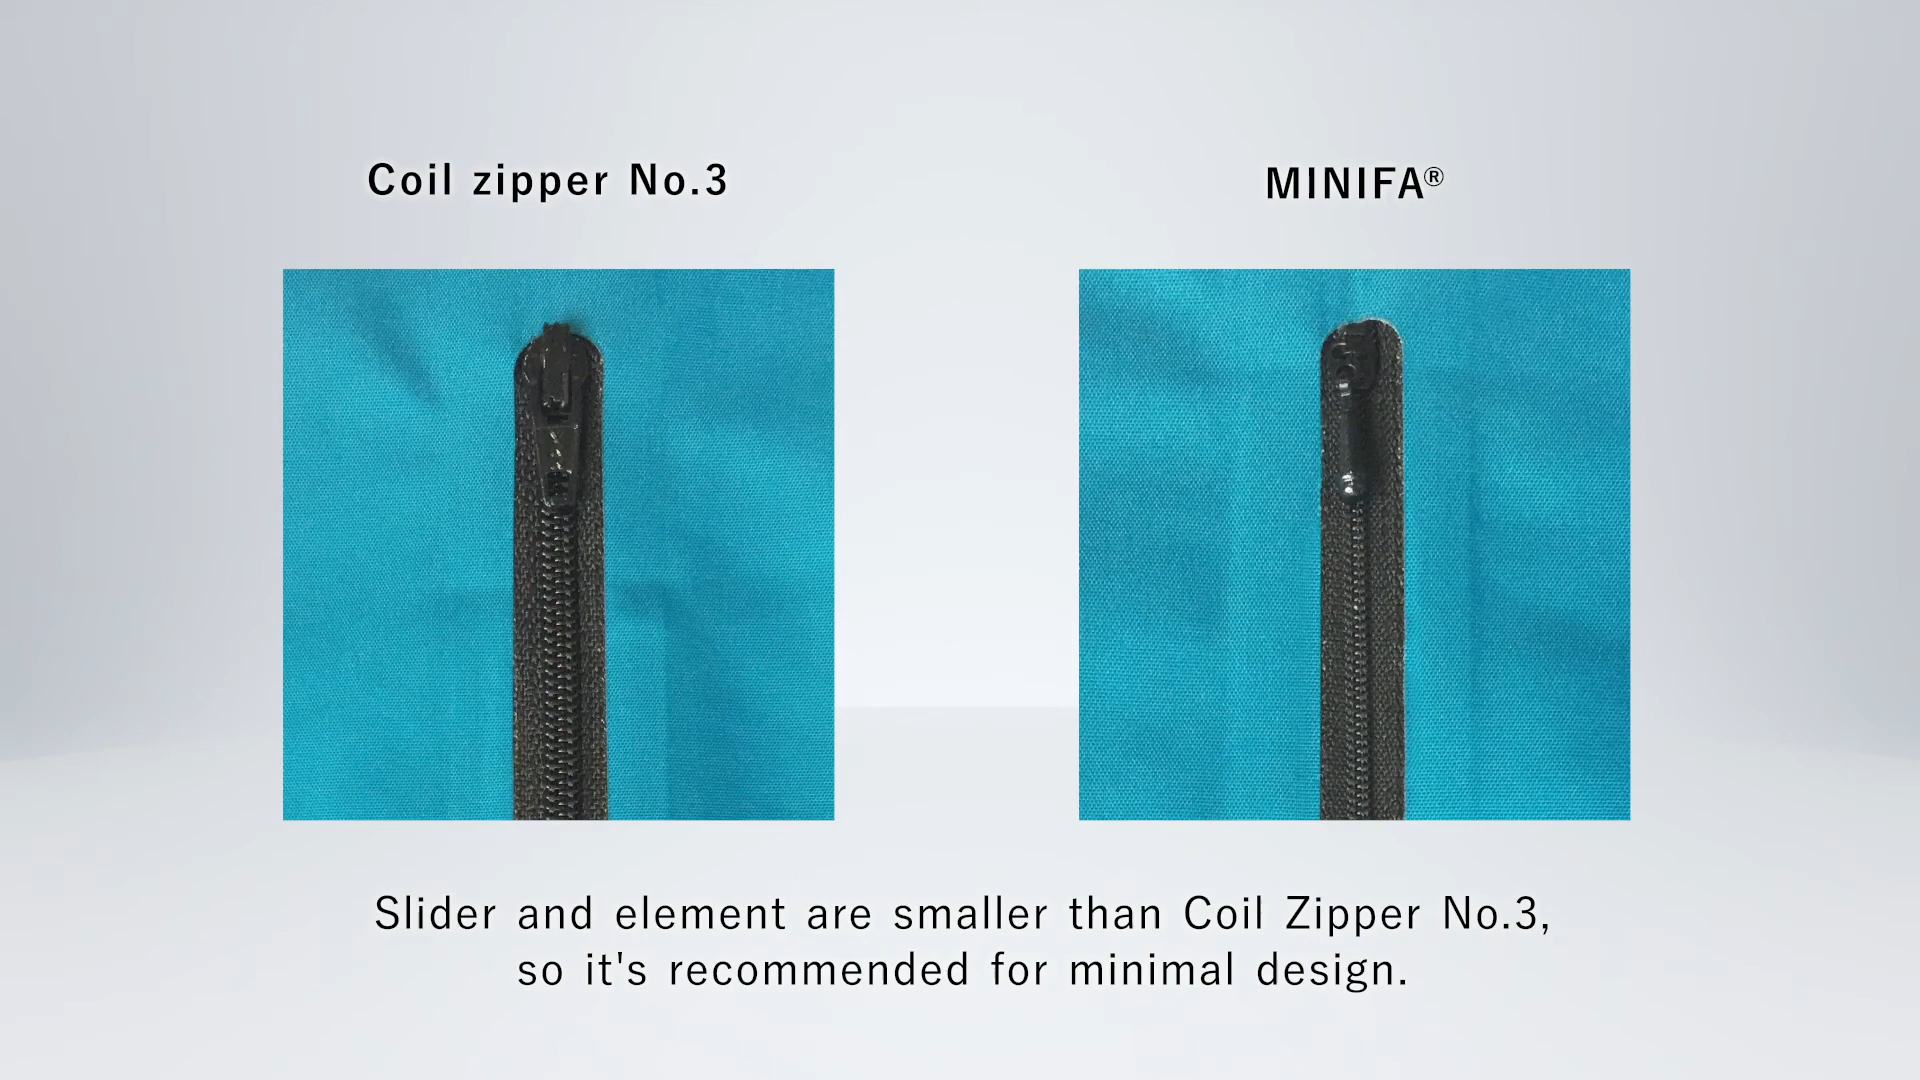 Coil zipper No.3
MINIFA®
Slider and element are smaller than Coil Zipper No.3,
so it's recommended for minimal design.